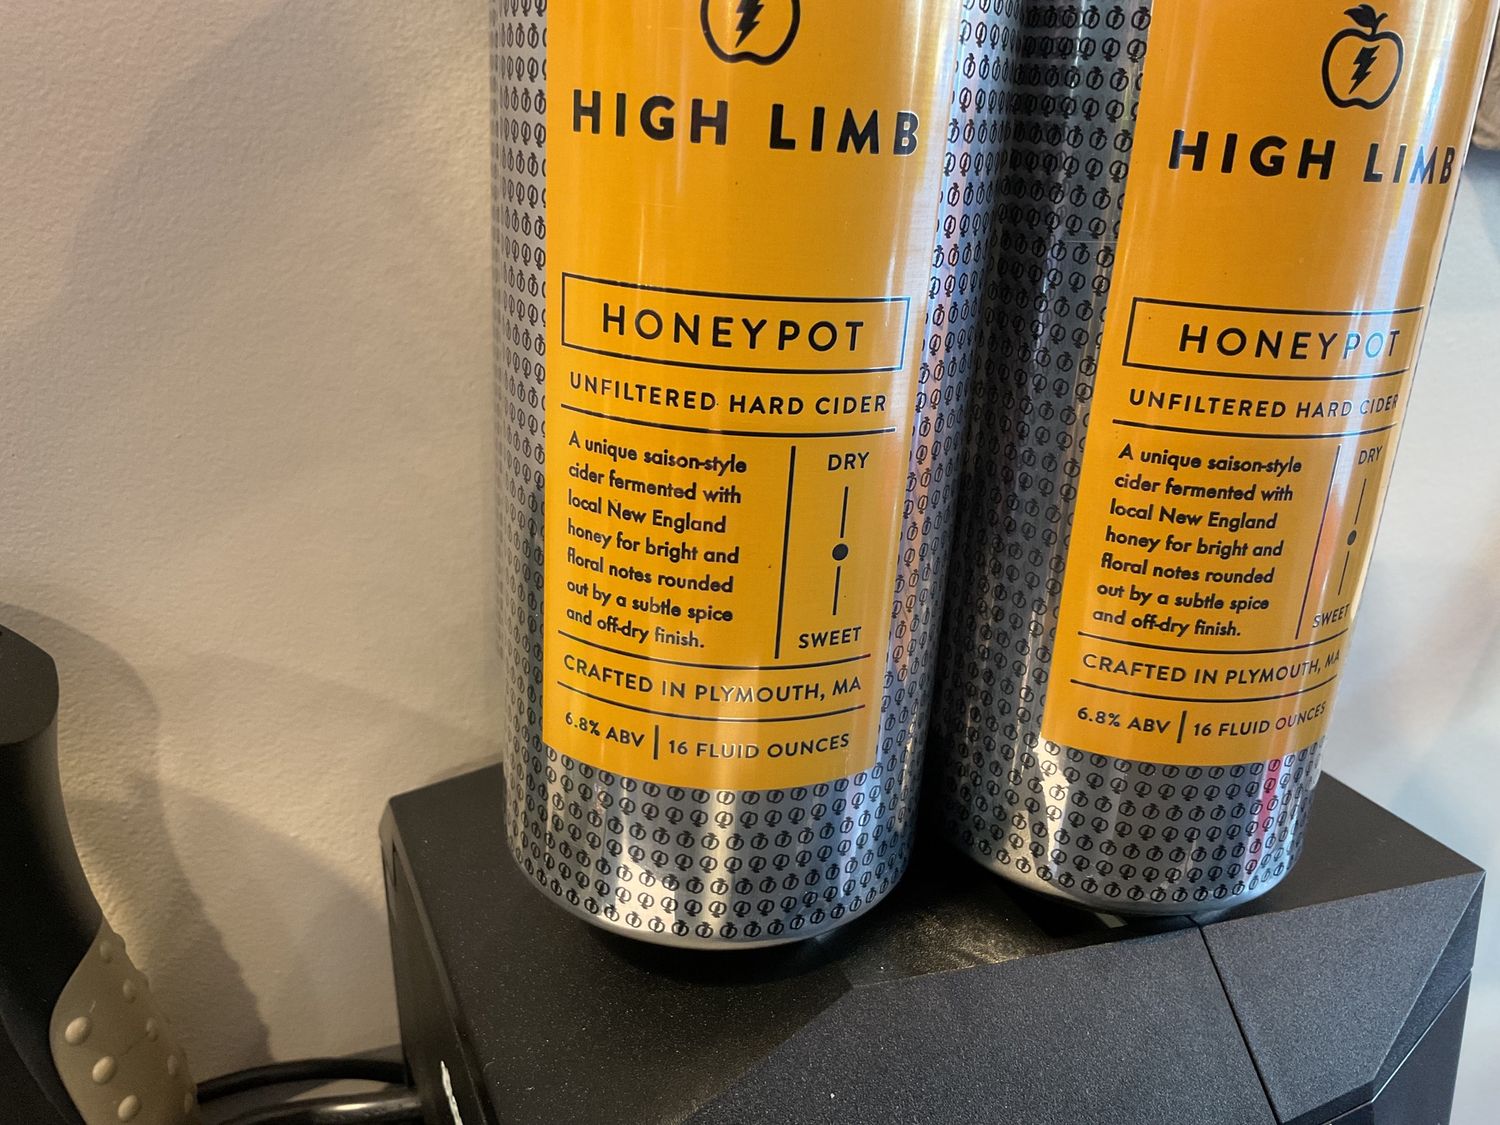 HIGH LIMB
HONEYPOT
UNFILTERED HARD CIDER
A unique saison-style
cider fermented with
local New England
honey for bright and
floral notes rounded
out by a subtle spice
and off-dry finish.
DRY
SWEET
CRAFTED IN PLYMOUTH, MA
6.8% ABV | 16 FLUID OUNCES
HIGH LIMB
HONEYPOT
UNFILTERED HARD CIDER
A unique saison-style
cider fermented with
local New England
honey for bright and
floral notes rounded
out by a subtle spice
and off-dry finish.
DRY
SWEET
CRAFTED IN PLYMOUTH, MA
6.8% ABV | 16 FLUID OUNCES